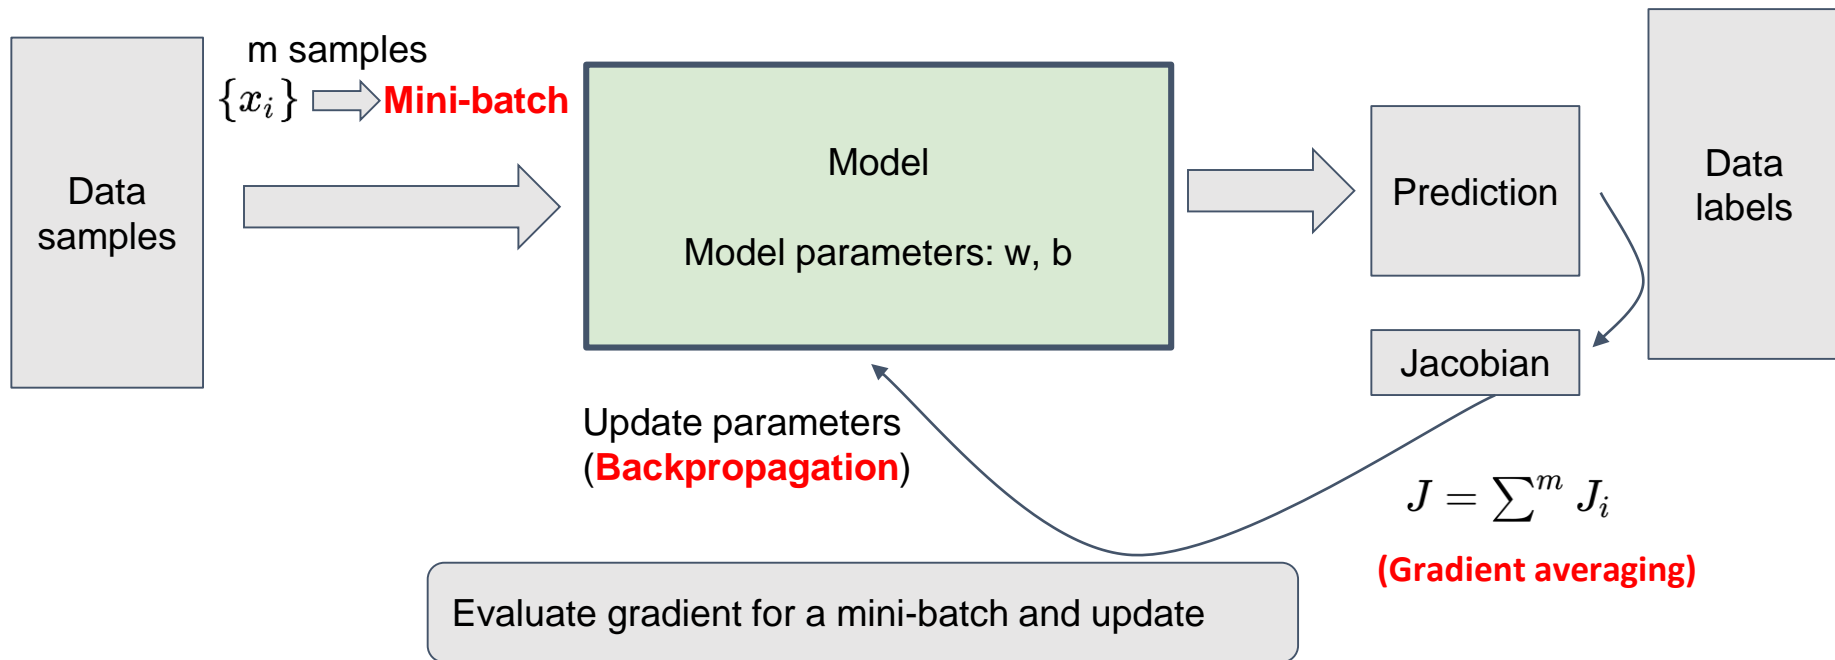 m samples
{x_i} Mini-batch
Data
samples
Model
Model parameters: w, b
Prediction
Data
labels
Jacobian
Update parameters
(Backpropagation)
J = ∑^m J_i
(Gradient averaging)
Evaluate gradient for a mini-batch and update